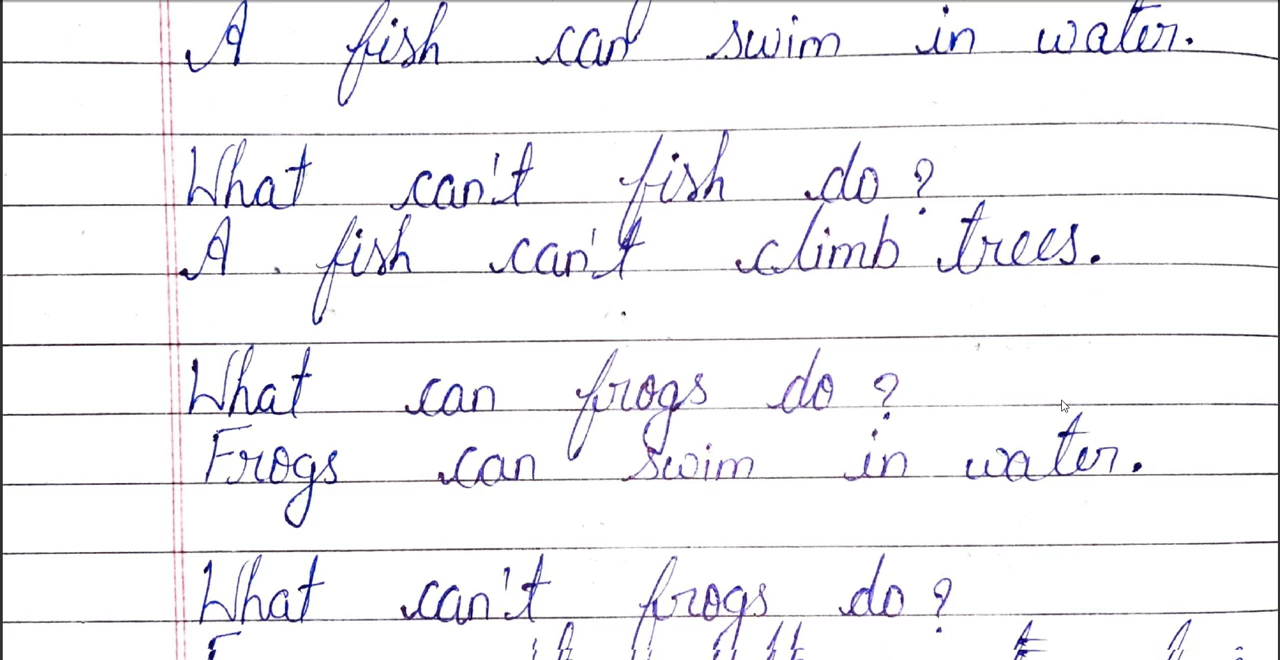 A fish can swim in water.
What can't fish do?
A fish can't climb trees.
What can frogs do?
Frogs can swim in water.
What can't frogs do?